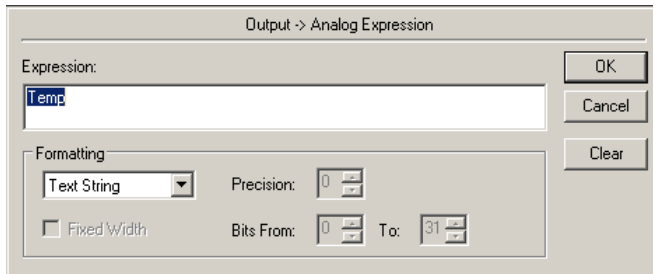 Output -> Analog Expression
Expression:
OK
Temp
Cancel
Formatting
Clear
Text String
Precision: 0
Fixed Width
Bits From: 0 To: 31